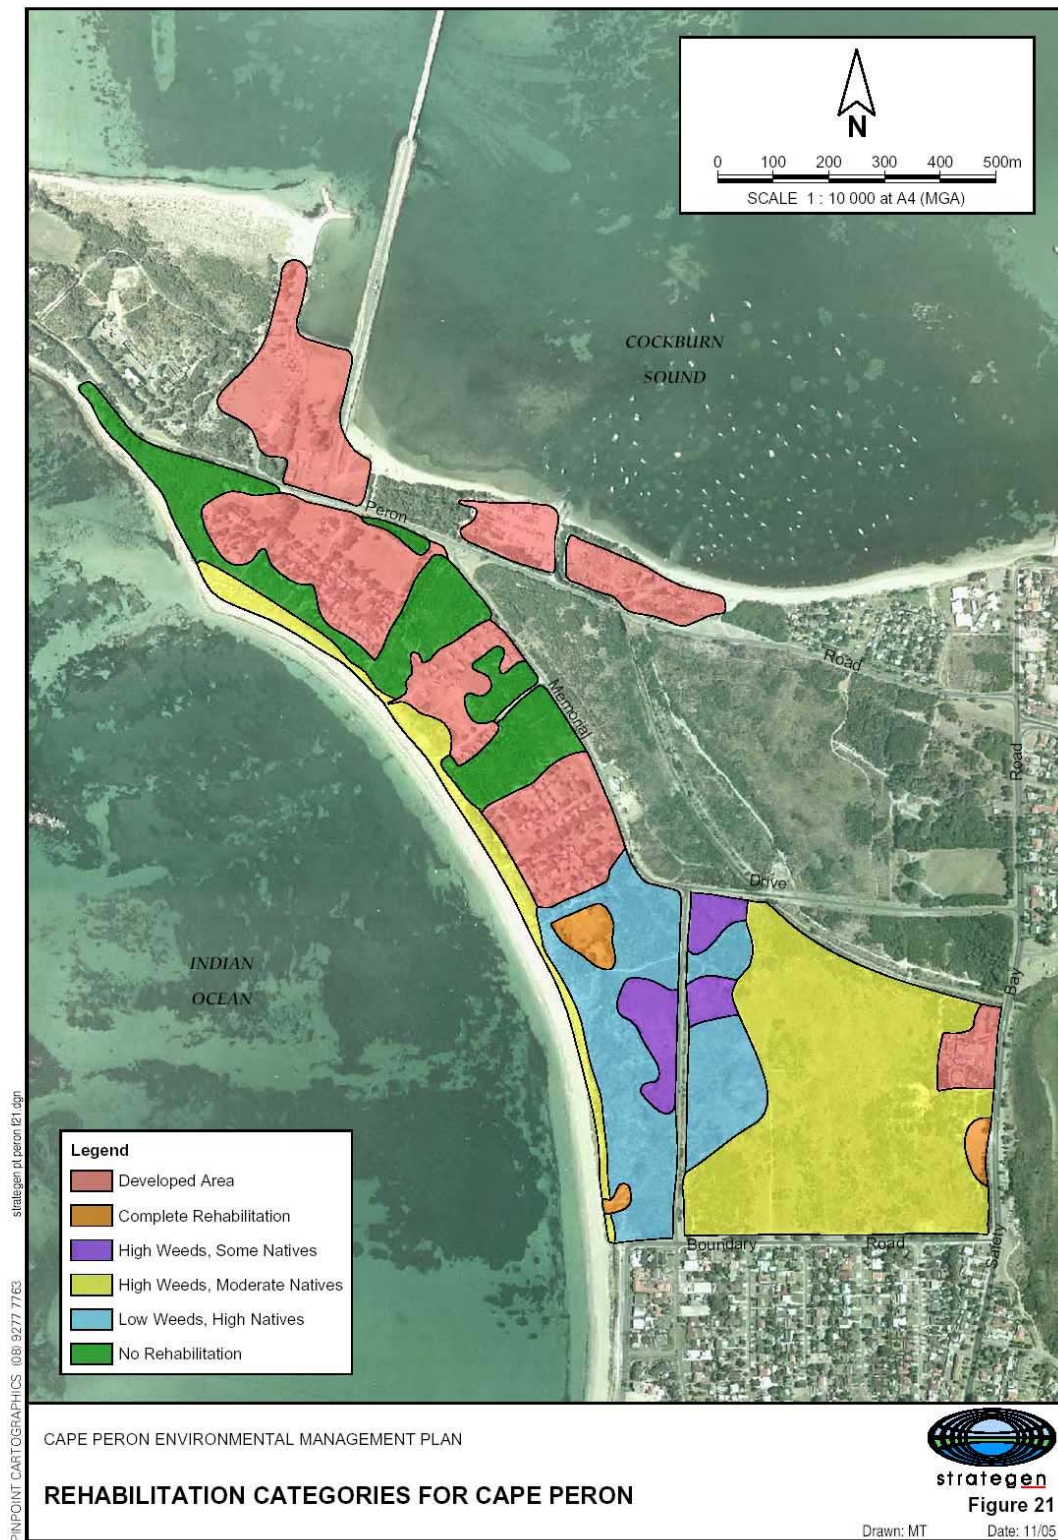 N
0 100 200 300 400 500m
SCALE 1 : 10 000 at A4 (MGA)
COCKBURN
SOUND
Peron
Road
Memorial
Road
Drive
INDIAN
OCEAN
Bay
Boundary
Road
Safety
Legend
Developed Area
Complete Rehabilitation
High Weeds, Some Natives
High Weeds, Moderate Natives
Low Weeds, High Natives
No Rehabilitation
strategen pt peron f21.dgn
PINPOINT CARTOGRAPHICS (08) 9277 7763
CAPE PERON ENVIRONMENTAL MANAGEMENT PLAN
REHABILITATION CATEGORIES FOR CAPE PERON
strategen
Figure 21
Drawn: MT Date: 11/05